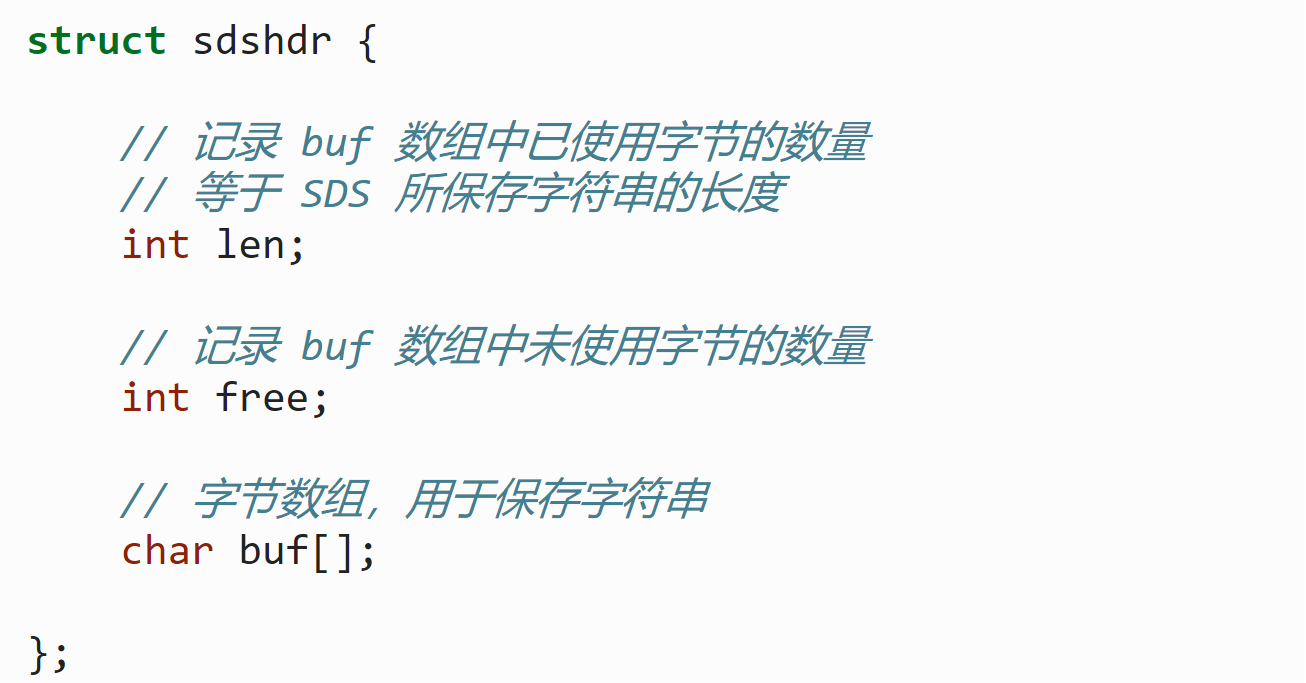 struct sdshdr {
// 记录 buf 数组中已使用字节的数量
// 等于 SDS 所保存字符串的长度
int len;
// 记录 buf 数组中未使用字节的数量
int free;
// 字节数组，用于保存字符串
char buf[];
};